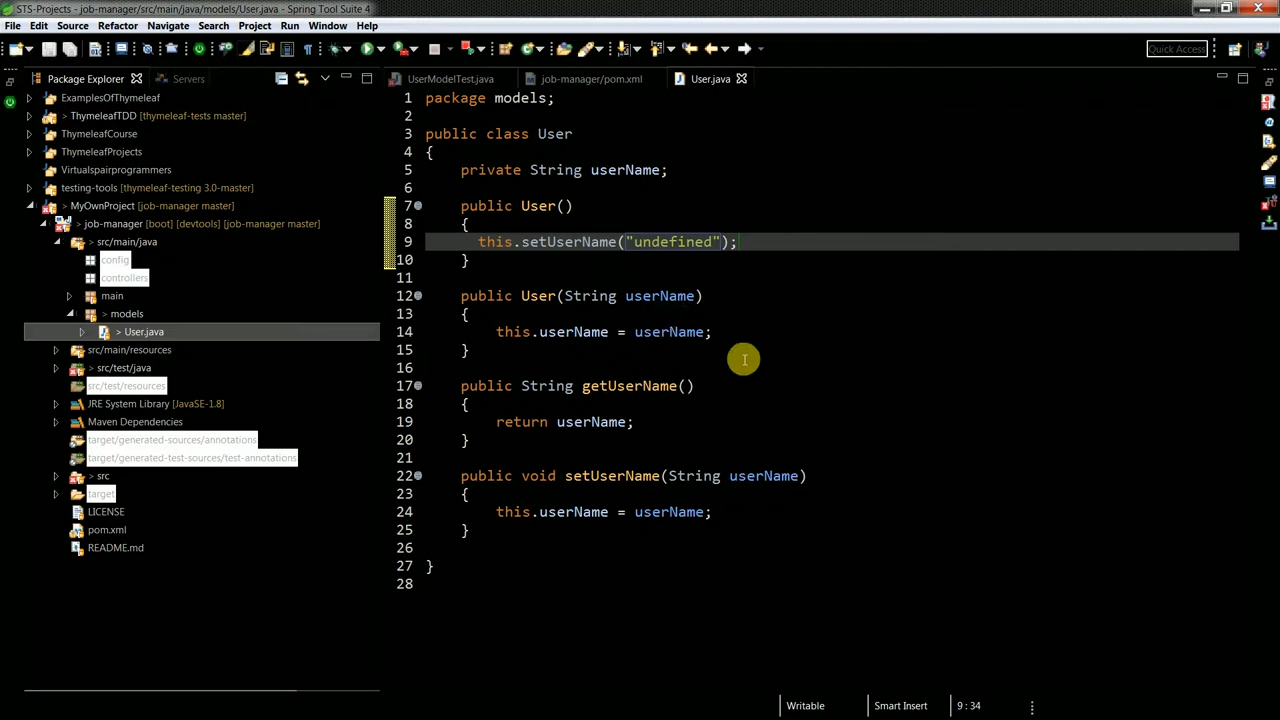 STS-Projects - job-manager/src/main/java/models/User.java - Spring Tool Suite 4
File Edit Source Refactor Navigate Search Project Run Window Help
Quick Access
Package Explorer Servers
UserModelTest.java job-manager/pom.xml User.java
ExamplesOfThymeleaf
> ThymeleafTDD [thymeleaf-tests master]
ThymeleafCourse
ThymeleafProjects
Virtualspairprogrammers
testing-tools [thymeleaf-testing 3.0-master]
MyOwnProject [job-manager master]
> job-manager [boot] [devtools] [job-manager master]
> src/main/java
config
controllers
main
> models
> User.java
src/main/resources
> src/test/java
src/test/resources
JRE System Library [JavaSE-1.8]
Maven Dependencies
target/generated-sources/annotations
target/generated-test-sources/test-annotations
> src
target
LICENSE
pom.xml
README.md
1 package models;
2
3 public class User
4 {
5 private String userName;
6
7 public User()
8 {
9 this.setUserName("undefined");
10 }
11
12 public User(String userName)
13 {
14 this.userName = userName;
15 }
16
17 public String getUserName()
18 {
19 return userName;
20 }
21
22 public void setUserName(String userName)
23 {
24 this.userName = userName;
25 }
26
27 }
28
Writable Smart Insert 9 : 34